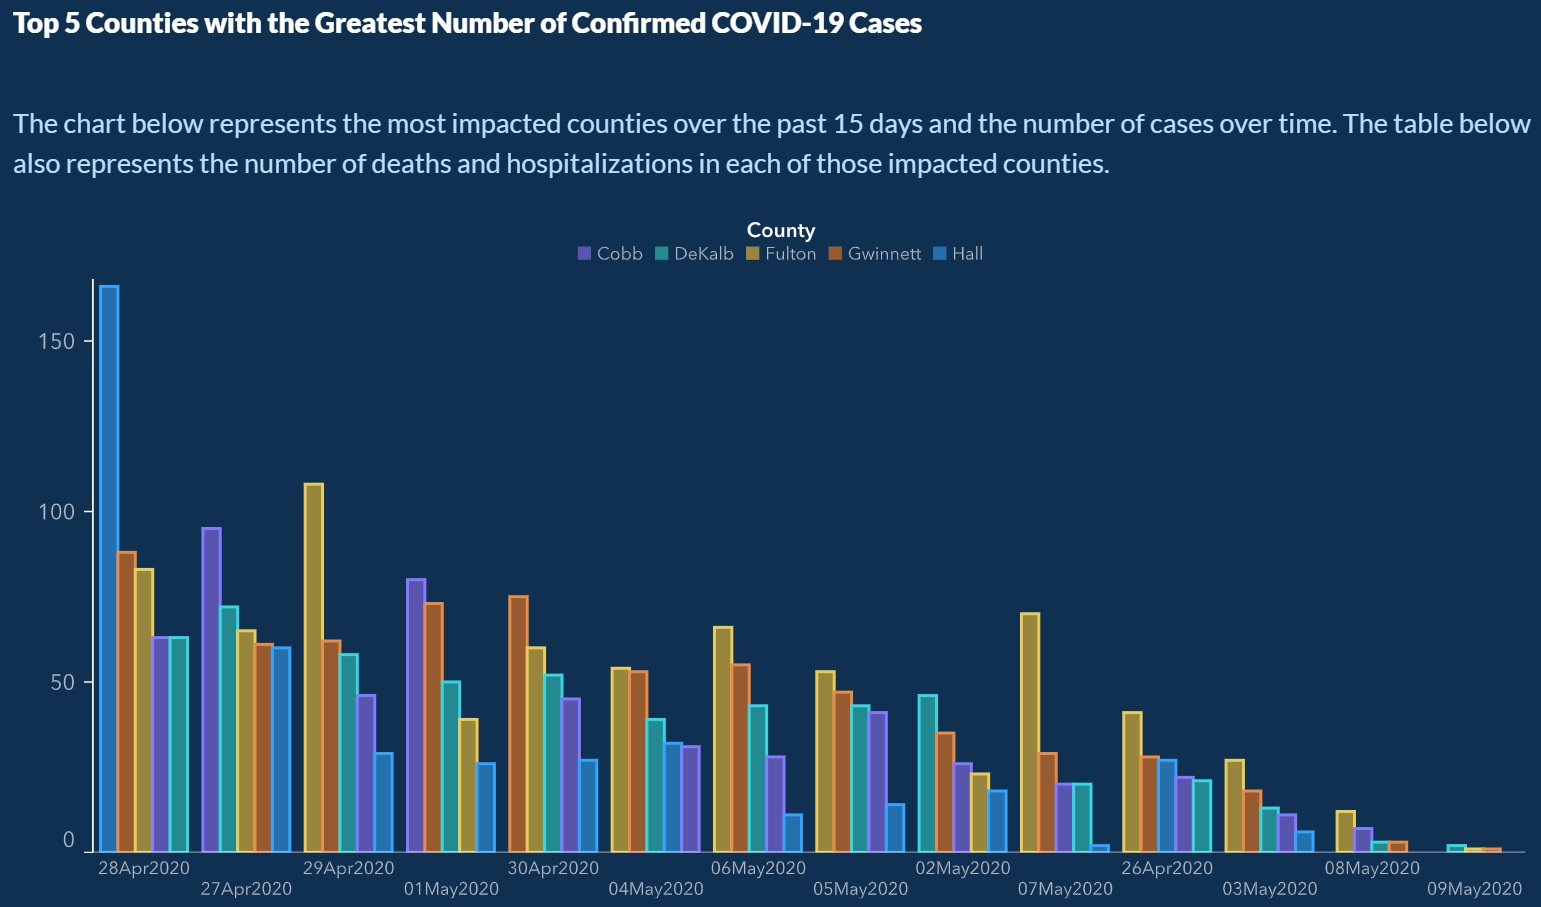 Top 5 Counties with the Greatest Number of Confirmed COVID-19 Cases
The chart below represents the most impacted counties over the past 15 days and the number of cases over time. The table below
also represents the number of deaths and hospitalizations in each of those impacted counties.
County
Cobb DeKalb Fulton Gwinnett Hall
150
100
50
0
28Apr2020 29Apr2020 30Apr2020 06May2020 02May2020 26Apr2020 08May2020
27Apr2020 01May2020 04May2020 05May2020 07May2020 03May2020 09May2020